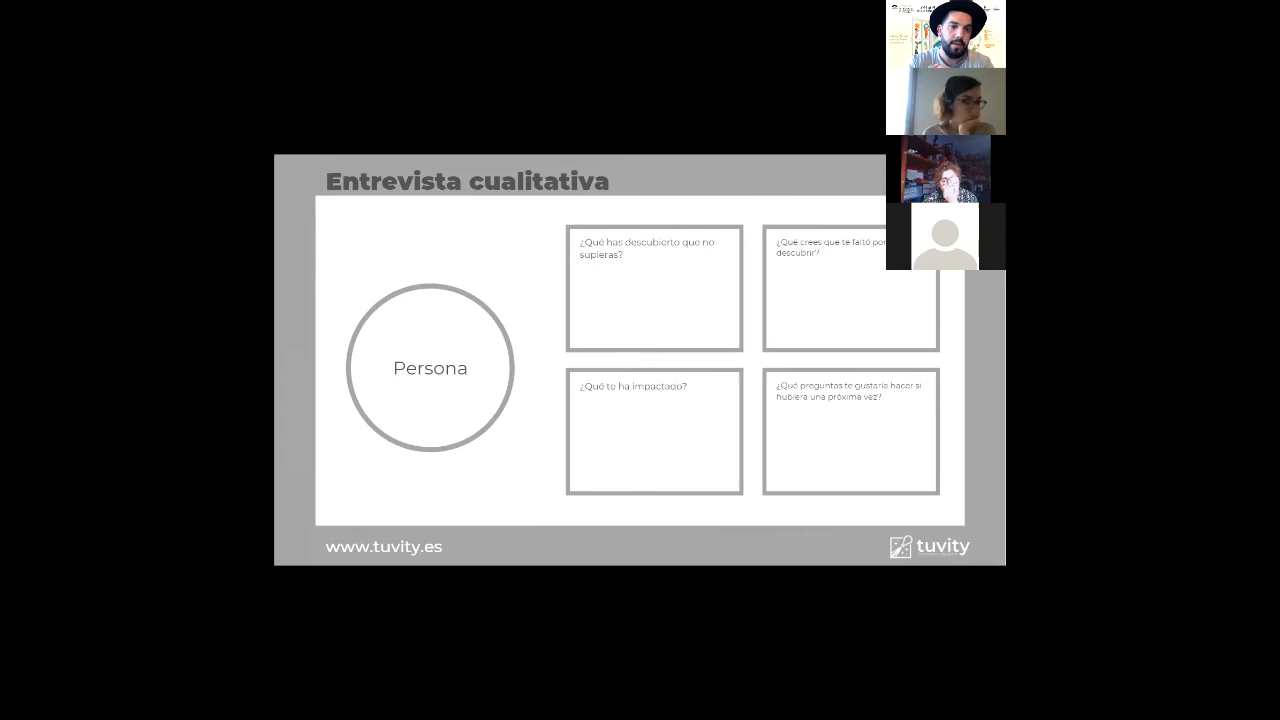 Entrevista cualitativa
¿Qué has descubierto que no
supieras?
¿Qué crees que te faltó por
descubrir?
Persona
¿Qué te ha impactado?
¿Qué preguntas te gustaría hacer si
hubiera una próxima vez?
www.tuvity.es
tuvity